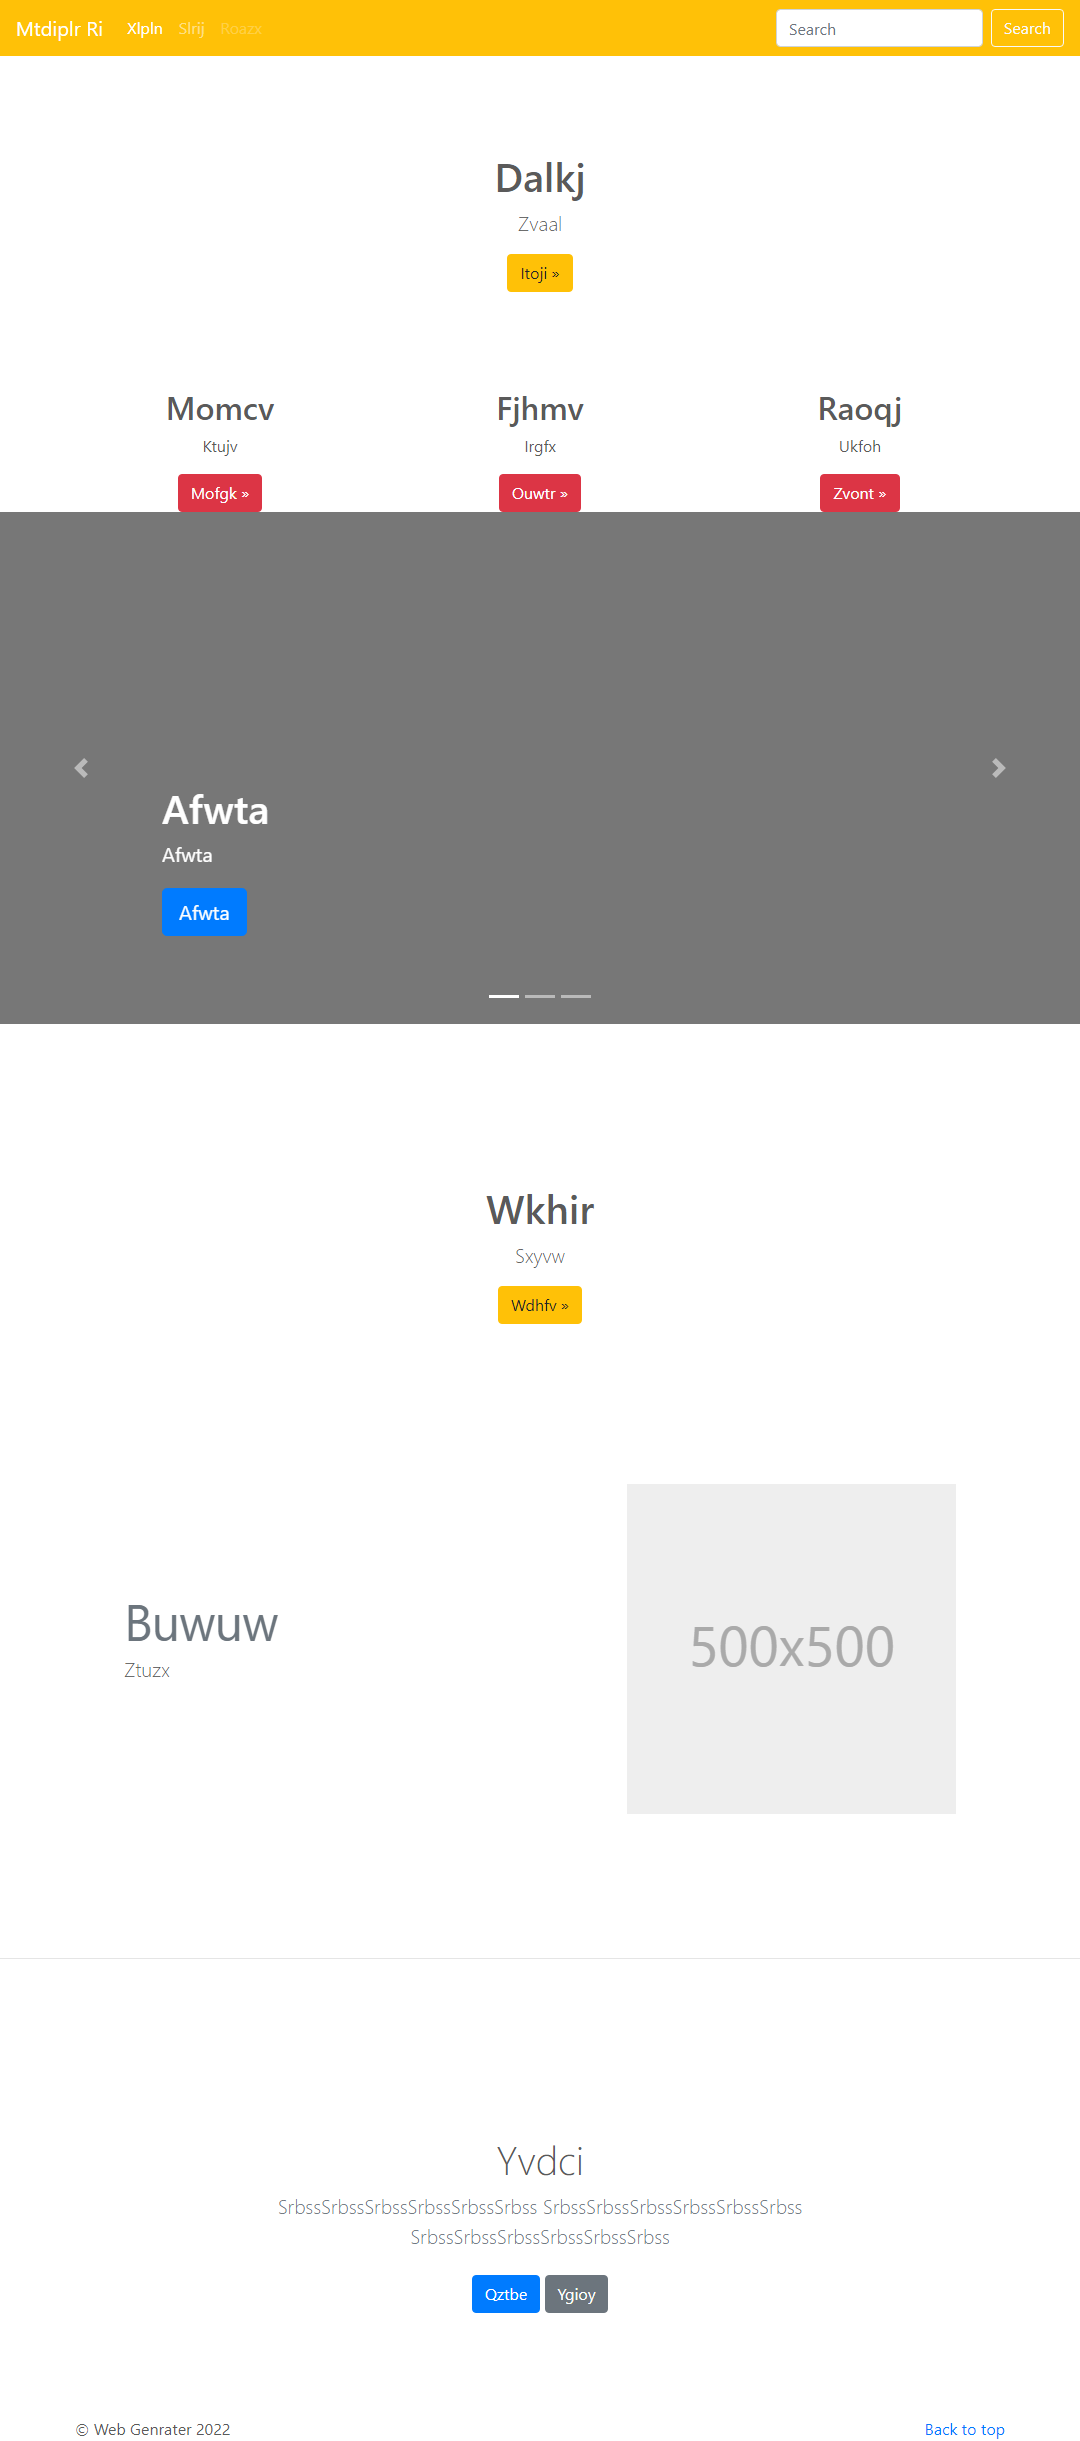 Mtdiplr Ri Xlpln Slrij Roazx Search Search
Dalkj
Zvaal
Itoji »
Momcv Fjhmv Raoqj
Ktujv Irgfx Ukfoh
Mofgk » Ouwtr » Zvont »
Afwta
Afwta
Afwta
Wkhir
Sxyvw
Wdhfv »
Buwuw
Ztuzx
500x500
Yvdci
SrbssSrbssSrbssSrbssSrbssSrbss SrbssSrbssSrbssSrbssSrbssSrbss
SrbssSrbssSrbssSrbssSrbssSrbss
Qztbe Ygioy
© Web Genrater 2022 Back to top